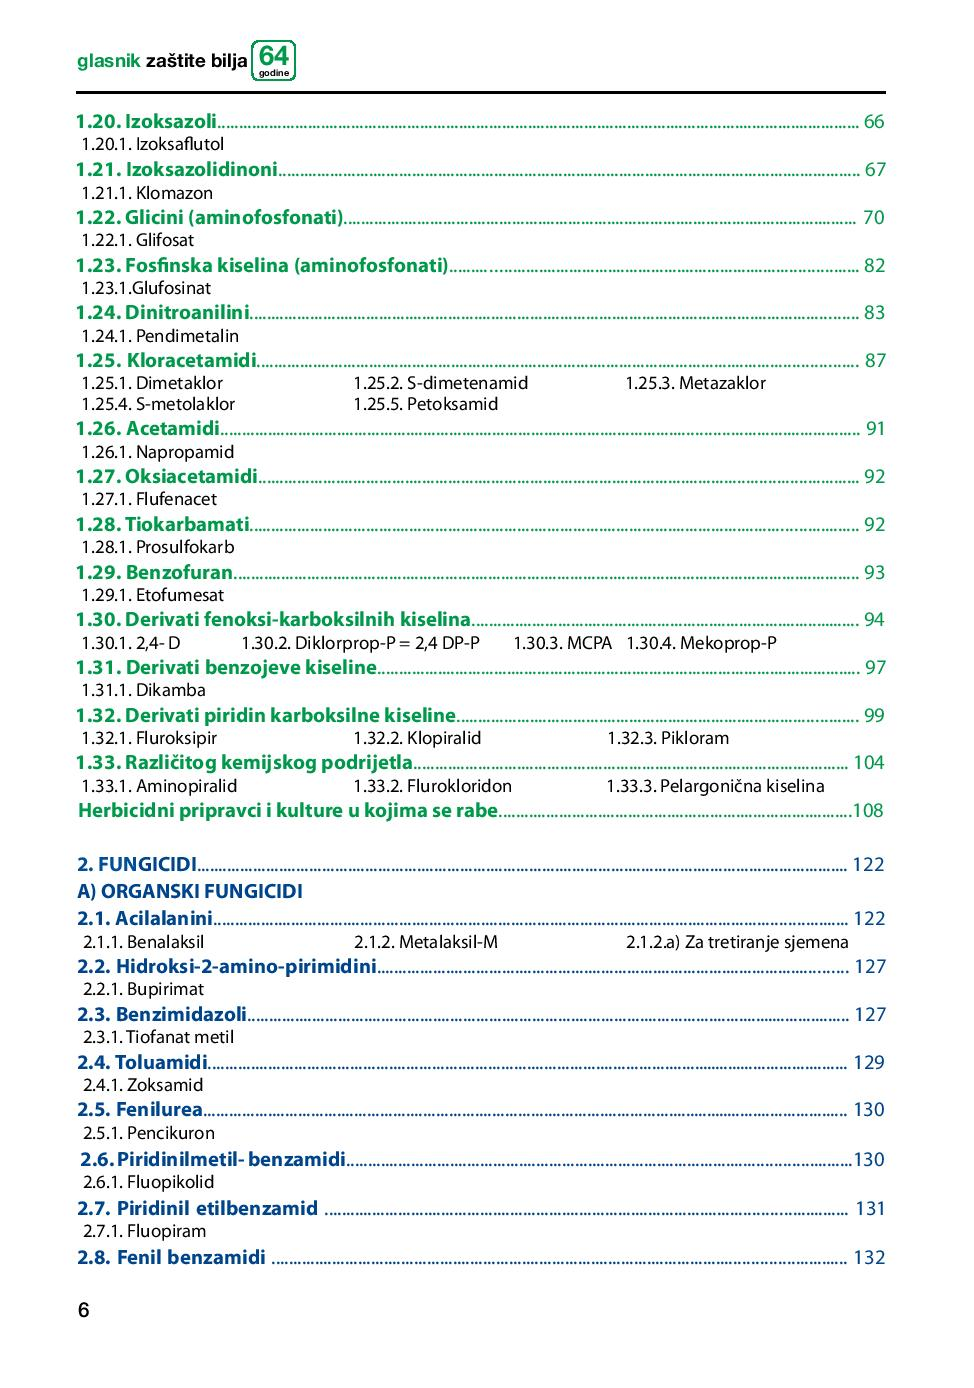 glasnik zaštite bilja 64 godine
1.20. Izoksazoli.......... 66
1.20.1. Izoksaflutol
1.21. Izoksazolidinoni.......... 67
1.21.1. Klomazon
1.22. Glicini (aminofosfonati).......... 70
1.22.1. Glifosat
1.23. Fosfinska kiselina (aminofosfonati).......... 82
1.23.1.Glufosinat
1.24. Dinitroanilini.......... 83
1.24.1. Pendimetalin
1.25. Kloracetamidi.......... 87
1.25.1. Dimetaklor 1.25.2. S-dimetenamid 1.25.3. Metazaklor
1.25.4. S-metolaklor 1.25.5. Petoksamid
1.26. Acetamidi.......... 91
1.26.1. Napropamid
1.27. Oksiacetamidi.......... 92
1.27.1. Flufenacet
1.28. Tiokarbamati.......... 92
1.28.1. Prosulfokarb
1.29. Benzofuran.......... 93
1.29.1. Etofumesat
1.30. Derivati fenoksi-karboksilnih kiselina.......... 94
1.30.1. 2,4- D 1.30.2. Diklorprop-P = 2,4 DP-P 1.30.3. MCPA 1.30.4. Mekoprop-P
1.31. Derivati benzojeve kiseline.......... 97
1.31.1. Dikamba
1.32. Derivati piridin karboksilne kiseline.......... 99
1.32.1. Fluroksipir 1.32.2. Klopiralid 1.32.3. Pikloram
1.33. Različitog kemijskog podrijetla.......... 104
1.33.1. Aminopiralid 1.33.2. Flurokloridon 1.33.3. Pelargonična kiselina
Herbicidni pripravci i kulture u kojima se rabe..........108
2. FUNGICIDI.......... 122
A) ORGANSKI FUNGICIDI
2.1. Acilalanini.......... 122
2.1.1. Benalaksil 2.1.2. Metalaksil-M 2.1.2.a) Za tretiranje sjemena
2.2. Hidroksi-2-amino-pirimidini.......... 127
2.2.1. Bupirimat
2.3. Benzimidazoli.......... 127
2.3.1. Tiofanat metil
2.4. Toluamidi.......... 129
2.4.1. Zoksamid
2.5. Fenilurea.......... 130
2.5.1. Pencikuron
2.6. Piridinilmetil- benzamidi..........130
2.6.1. Fluopikolid
2.7. Piridinil etilbenzamid .......... 131
2.7.1. Fluopiram
2.8. Fenil benzamidi .......... 132
6